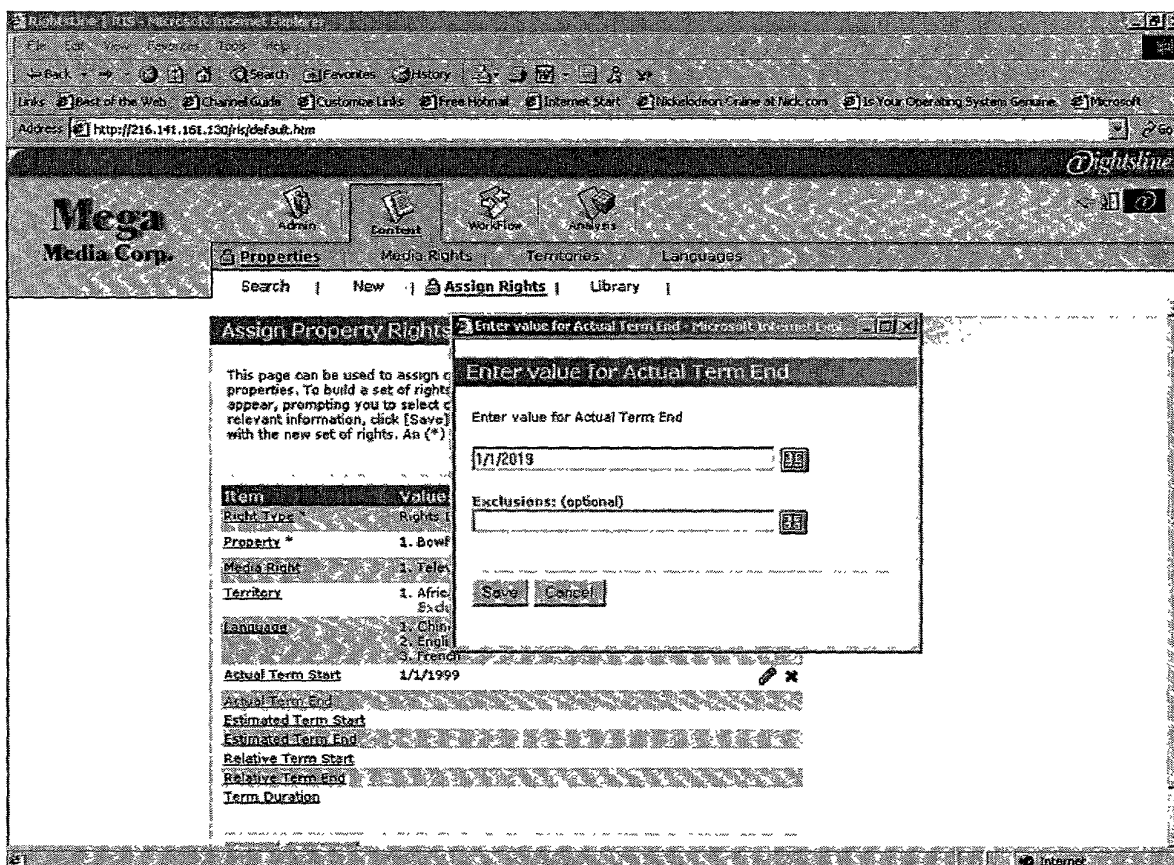 RightsLine | RIS - Microsoft Internet Explorer
File Edit View Favorites Tools Help
Back Search Favorites History
Links Best of the Web Channel Guide Customize Links Free Hotmail Internet Start Nickelodeon Online at Nick.com Is Your Operating System Genuine Microsoft
Address http://216.141.161.130/ris/default.htm Go
rightsline
Mega
Media Corp.
Admin Content WorkFlow Analysis
Properties Media Rights Territories Languages
Search | New | Assign Rights | Library |
Assign Property Rights
This page can be used to assign c
properties. To build a set of rights
appear, prompting you to select c
relevant information, click [Save]
with the new set of rights. An (*)
Item Value
Right Type * Rights
Property * 1. Bowf
Media Right 1. Telev
Territory 1. Afric
Exclu
Language 1. Chin
2. Engli
3. French
Actual Term Start 1/1/1999
Actual Term End
Estimated Term Start
Estimated Term End
Relative Term Start
Relative Term End
Term Duration
Enter value for Actual Term End - Microsoft Internet Expl
Enter value for Actual Term End
Enter value for Actual Term End
1/1/2019
Exclusions: (optional)
Save Cancel
Internet